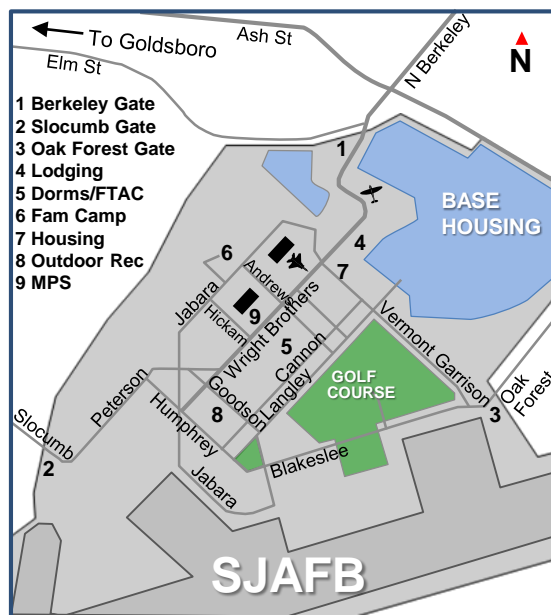 To Goldsboro
Ash St
Elm St
N Berkeley
N
1 Berkeley Gate
2 Slocumb Gate
3 Oak Forest Gate
4 Lodging
5 Dorms/FTAC
6 Fam Camp
7 Housing
8 Outdoor Rec
9 MPS
1
BASE
HOUSING
4
6
7
Andrews
Jabara
Hickam
9
Wright Brothers
5
Cannon
Langley
Vermont Garrison
GOLF
COURSE
Peterson
Goodson
8
Humphrey
Slocumb
2
Jabara
Blakeslee
3
Oak
Forest
SJAFB